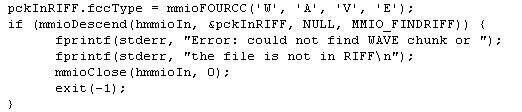 pckInRIFF.fccType = mmioFOURCC('W', 'A', 'V', 'E');
if (mmioDescend(hmmioIn, &pckInRIFF, NULL, MMIO_FINDRIFF)) {
    fprintf(stderr, "Error: could not find WAVE chunk or ");
    fprintf(stderr, "the file is not in RIFF\n");
    mmioClose(hmmioIn, 0);
    exit(-1);
}